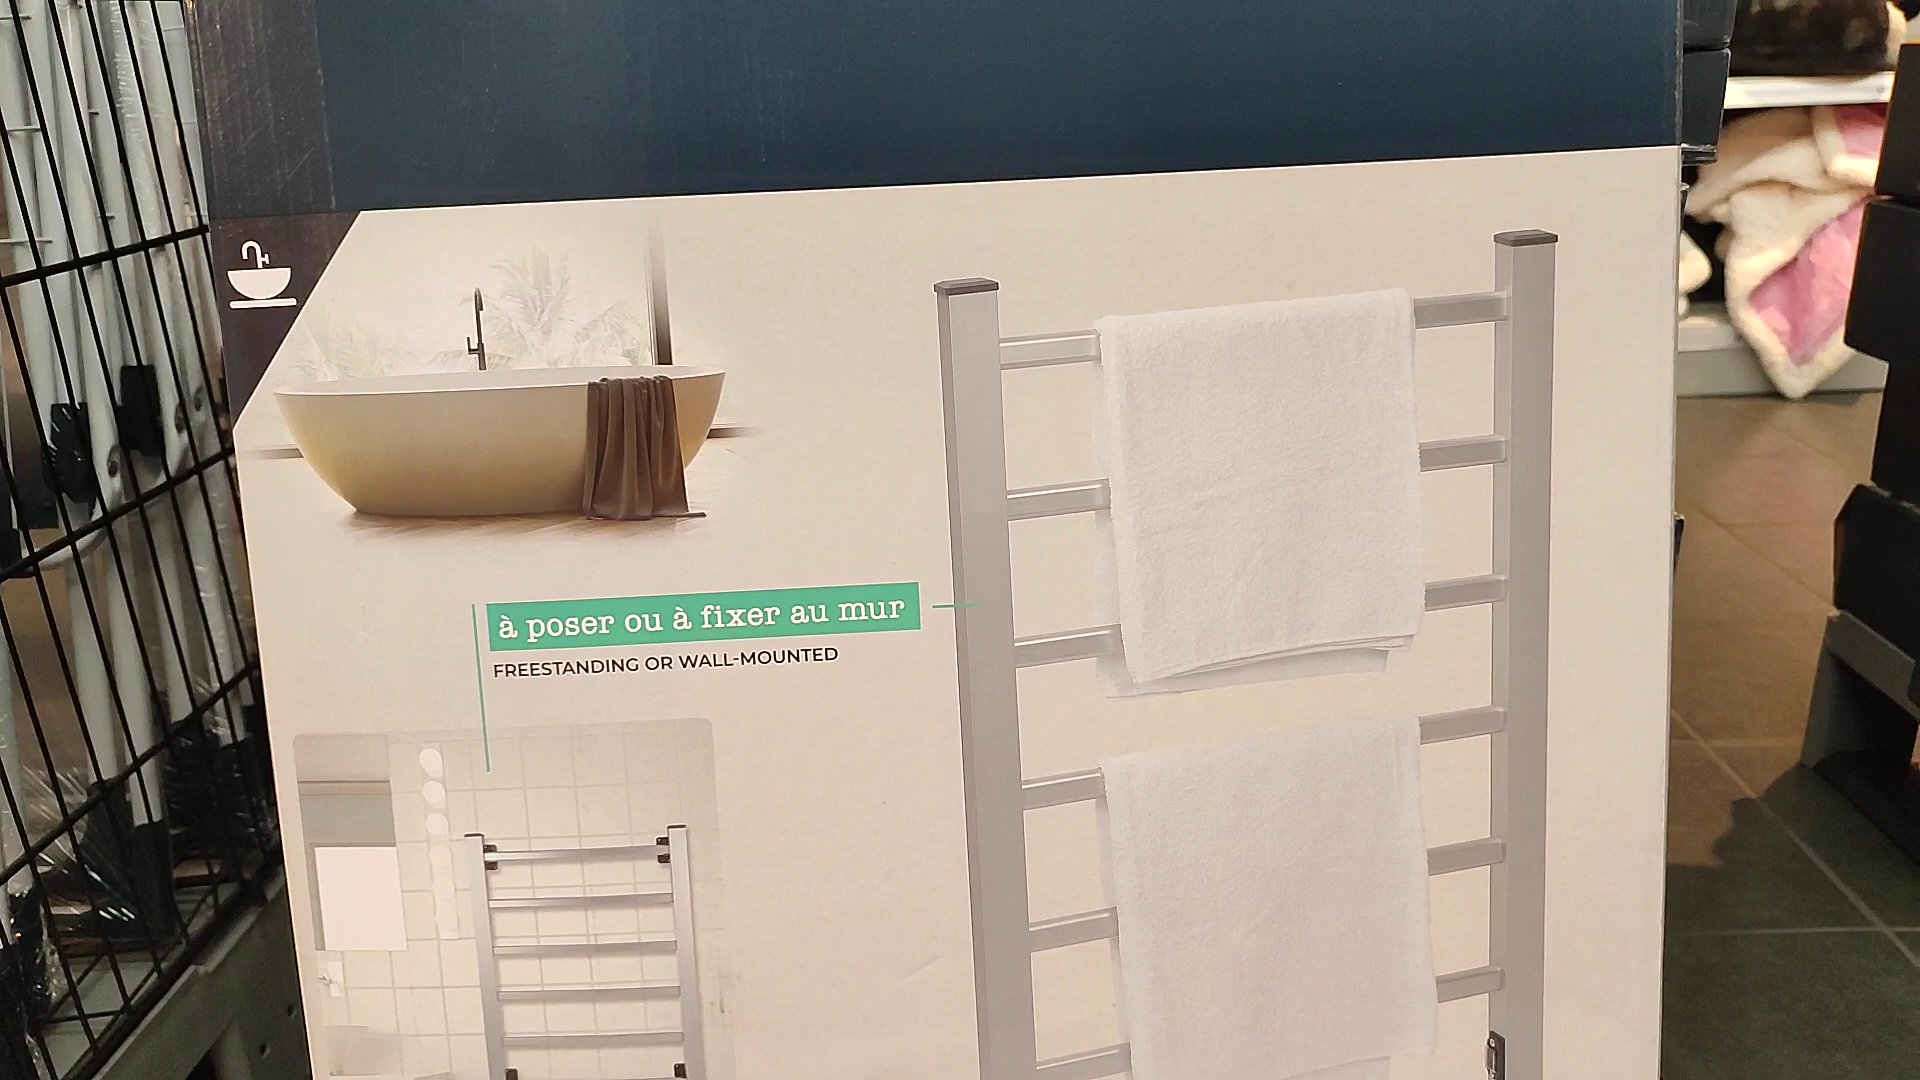 à poser ou à fixer au mur
FREESTANDING OR WALL-MOUNTED